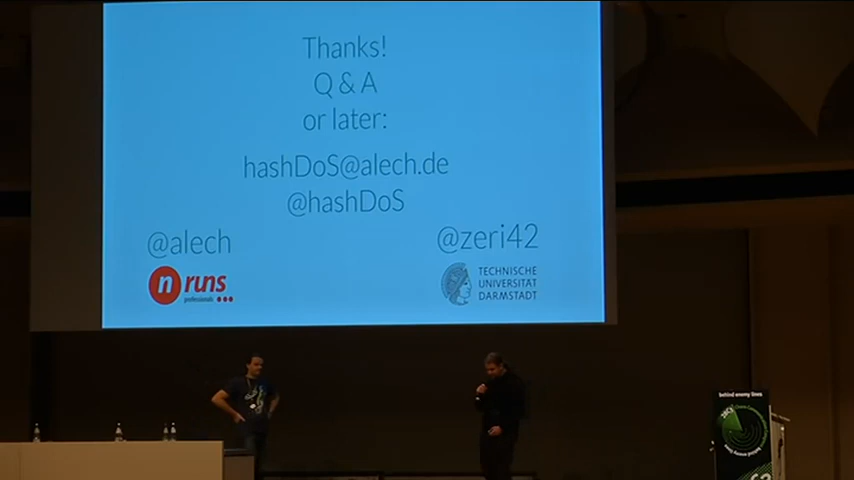 Thanks!
Q & A
or later:
hashDoS@alech.de
@hashDoS
@alech
@zeri42
n runs
professionals
TECHNISCHE
UNIVERSITÄT
DARMSTADT
behind enemy lines